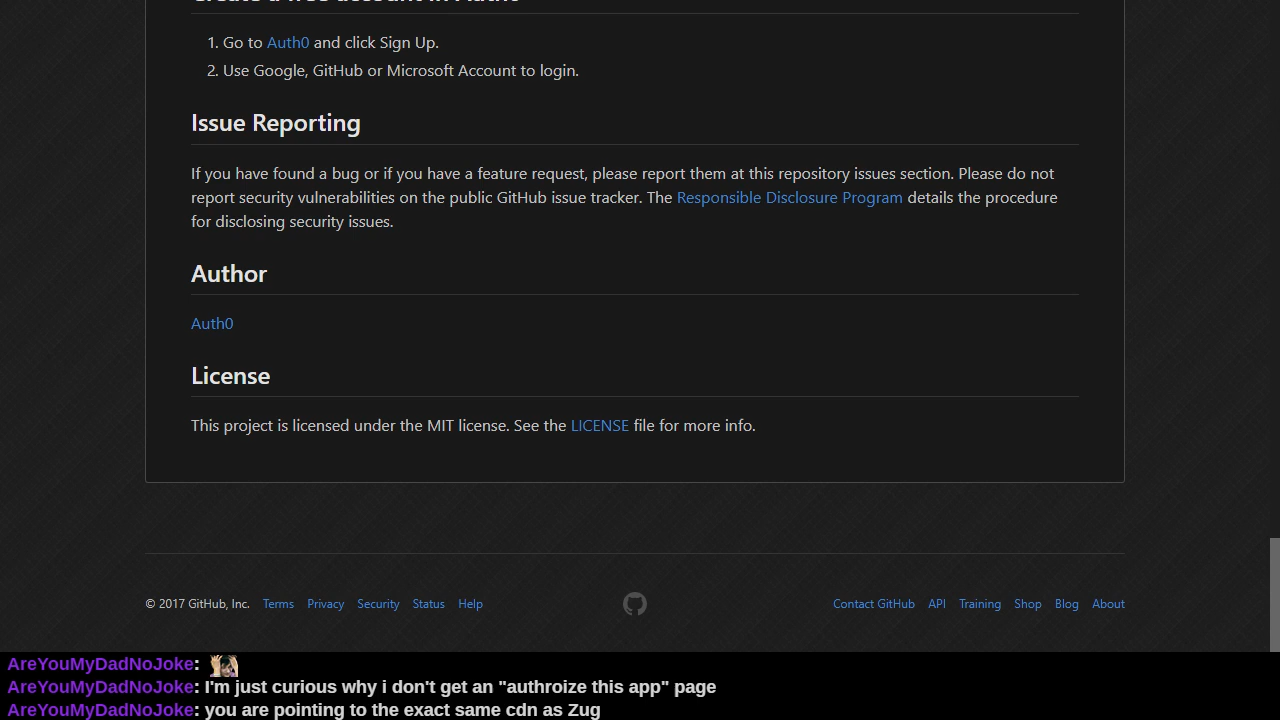 Create a free account in Auth0
1. Go to Auth0 and click Sign Up.
2. Use Google, GitHub or Microsoft Account to login.
Issue Reporting
If you have found a bug or if you have a feature request, please report them at this repository issues section. Please do not
report security vulnerabilities on the public GitHub issue tracker. The Responsible Disclosure Program details the procedure
for disclosing security issues.
Author
Auth0
License
This project is licensed under the MIT license. See the LICENSE file for more info.
© 2017 GitHub, Inc. Terms Privacy Security Status Help Contact GitHub API Training Shop Blog About
AreYouMyDadNoJoke:
AreYouMyDadNoJoke: I'm just curious why i don't get an "authroize this app" page
AreYouMyDadNoJoke: you are pointing to the exact same cdn as Zug